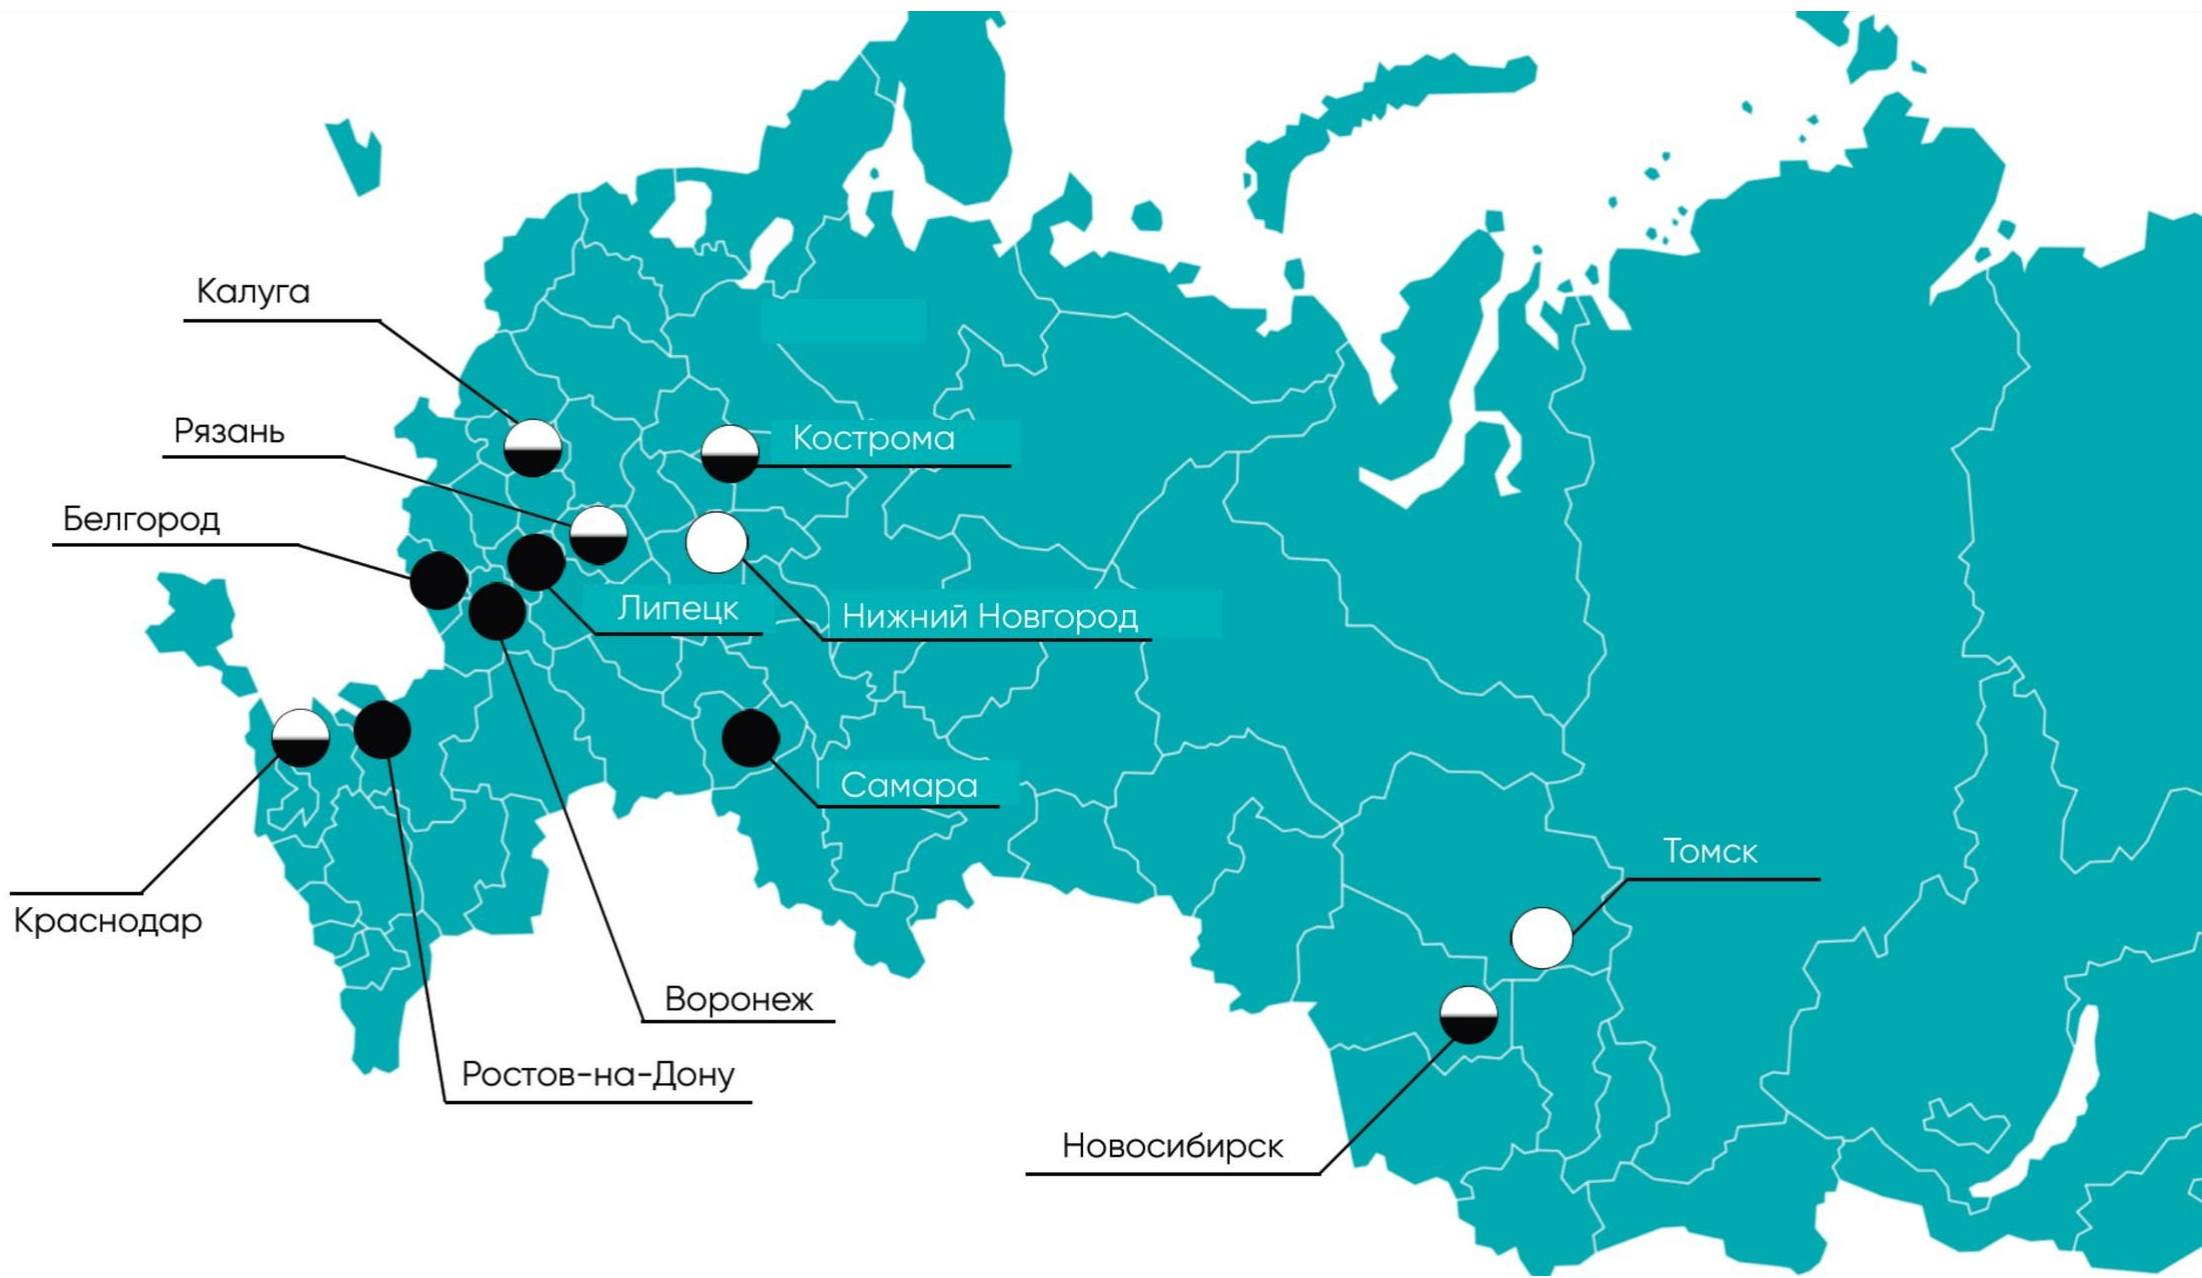 Калуга
Рязань
Кострома
Белгород
Липецк
Нижний Новгород
Самара
Томск
Краснодар
Воронеж
Ростов-на-Дону
Новосибирск